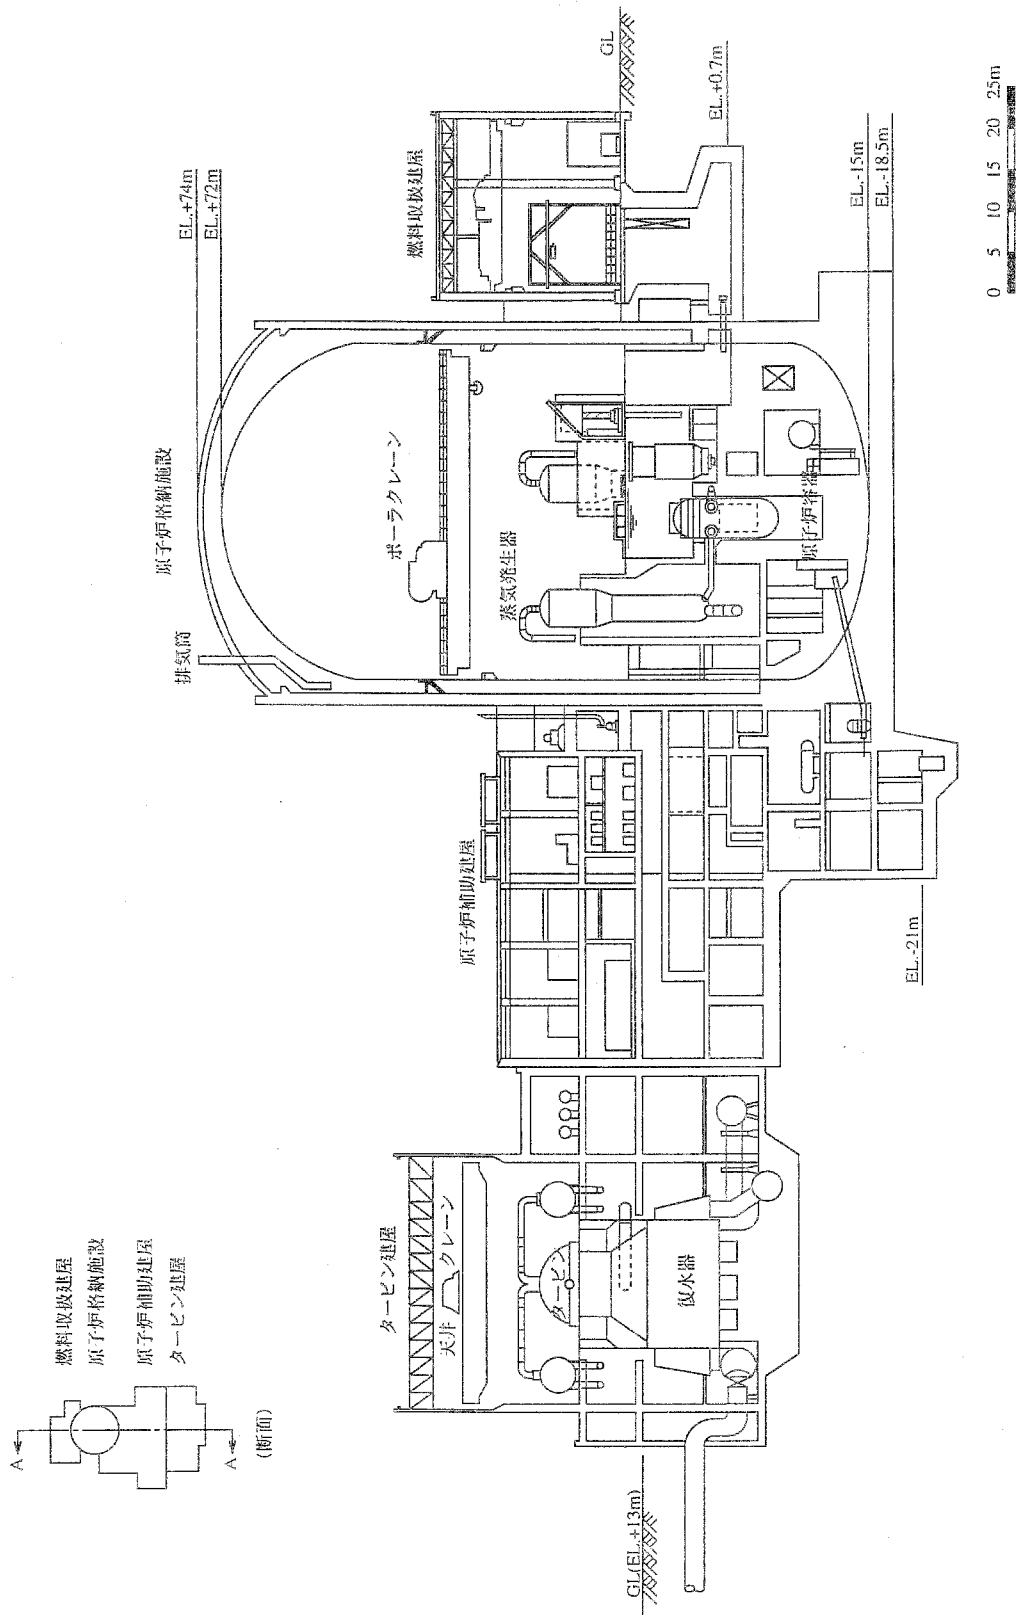 A
燃料取扱建屋
原子炉格納施設
原子炉補助建屋
タービン建屋
A
(断面)
GL(EL.+13m)
タービン建屋
天井クレーン
タービン
復水器
原子炉補助建屋
EL.-21m
排気筒
原子炉格納施設
ポーラクレーン
蒸気発生器
原子炉容器
EL.+74m
EL.+72m
燃料取扱建屋
GL
EL.+0.7m
EL.-15m
EL.-18.5m
0 5 10 15 20 25m